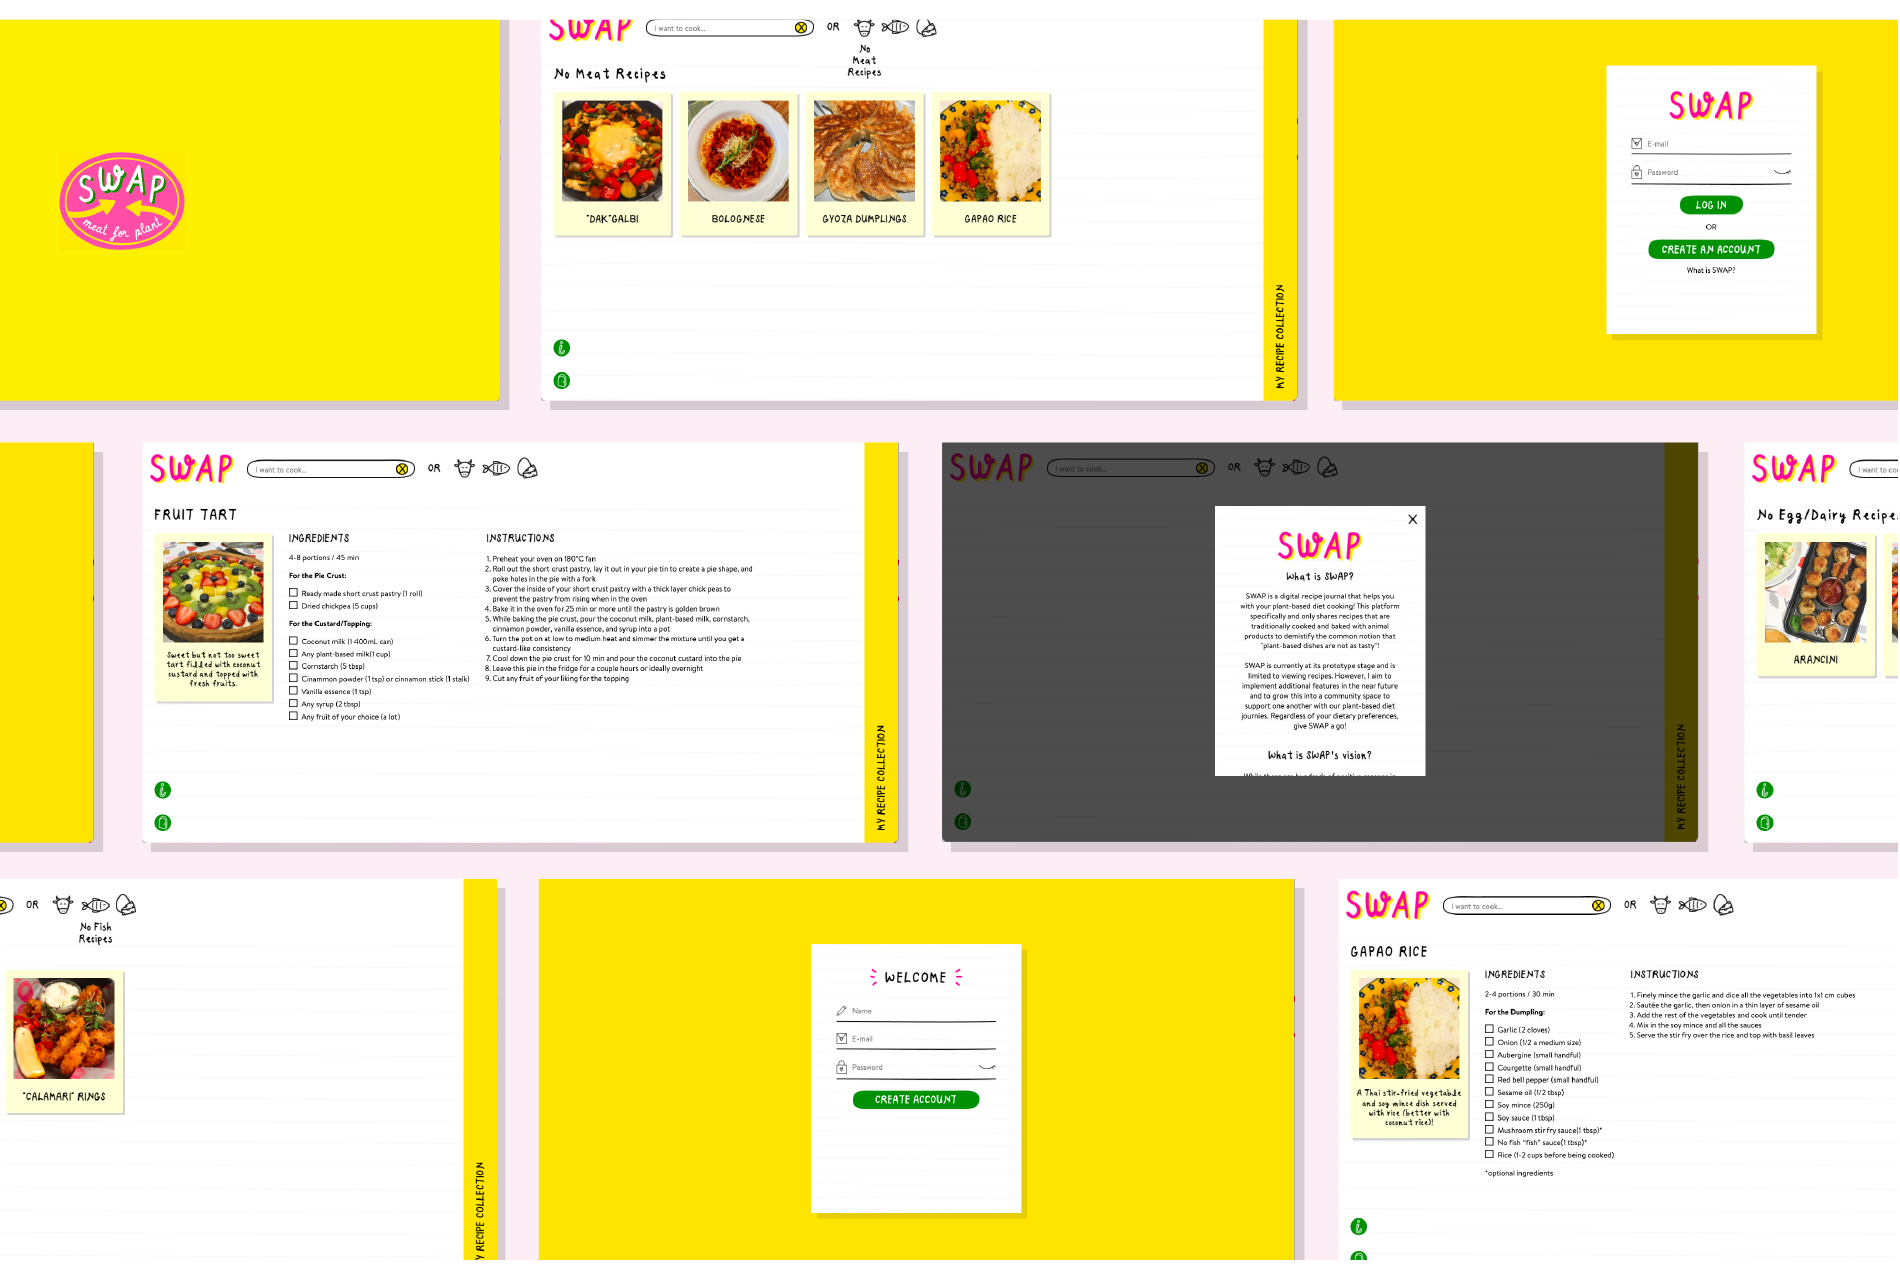 SWAP
meat for plant
SWAP
I want to cook...
OR
No
Meat
Recipes
No Meat Recipes
"DAK"GALBI
BOLOGNESE
GYOZA DUMPLINGS
GAPAO RICE
MY RECIPE COLLECTION
SWAP
E-mail
Password
LOG IN
OR
CREATE AN ACCOUNT
What is SWAP?
SWAP
I want to cook...
OR
FRUIT TART
Sweet but not too sweet
tart filled with coconut
custard and topped with
fresh fruits.
INGREDIENTS
4-8 portions / 45 min
For the Pie Crust:
Ready made short crust pastry (1 roll)
Dried chickpea (5 cups)
For the Custard/Topping:
Coconut milk (1 400mL can)
Any plant-based milk(1 cup)
Cornstarch (5 tbsp)
Cinammon powder (1 tsp) or cinnamon stick (1 stalk)
Vanilla essence (1 tsp)
Any syrup (2 tbsp)
Any fruit of your choice (a lot)
INSTRUCTIONS
1. Preheat your oven on 180°C fan
2. Roll out the short crust pastry, lay it out in your pie tin to create a pie shape, and
poke holes in the pie with a fork
3. Cover the inside of your short crust pastry with a thick layer chick peas to
prevent the pastry from rising when in the oven
4. Bake it in the oven for 25 min or more until the pastry is golden brown
5. While baking the pie crust, pour the coconut milk, plant-based milk, cornstarch,
cinnamon powder, vanilla essence, and syrup into a pot
6. Turn the pot on at low to medium heat and simmer the mixture until you get a
custard-like consistency
7. Cool down the pie crust for 10 min and pour the coconut custard into the pie
8. Leave this pie in the fridge for a couple hours or ideally overnight
9. Cut any fruit of your liking for the topping
MY RECIPE COLLECTION
SWAP
I want to cook...
OR
X
SWAP
What is SWAP?
SWAP is a digital recipe journal that helps you
with your plant-based diet cooking! This platform
specifically and only shares recipes that are
traditionally cooked and baked with animal
products to demistify the common notion that
"plant-based dishes are not as tasty"!
SWAP is currently at its prototype stage and is
limited to viewing recipes. However, I aim to
implement additional features in the near future
and to grow this into a community space to
support one another with our plant-based diet
journies. Regardless of your dietary preferences,
give SWAP a go!
What is SWAP's vision?
MY RECIPE COLLECTION
SWAP
I want to
No Egg/Dairy Recipes
ARANCINI
OR
No Fish
Recipes
"CALAMARI" RINGS
RECIPE COLLECTION
WELCOME
Name
E-mail
Password
CREATE ACCOUNT
SWAP
I want to cook...
OR
GAPAO RICE
A Thai stir-fried vegetable
and soy mince dish served
with rice (better with
coconut rice)!
INGREDIENTS
2-4 portions / 30 min
For the Dumpling:
Garlic (2 cloves)
Onion (1/2 a medium size)
Aubergine (small handful)
Courgette (small handful)
Red bell pepper (small handful)
Sesame oil (1/2 tbsp)
Soy mince (250g)
Soy sauce (1 tbsp)
Mushroom stir fry sauce(1 tbsp)*
No fish "fish" sauce(1 tbsp)*
Rice (1-2 cups before being cooked)
*optional ingredients
INSTRUCTIONS
1. Finely mince the garlic and dice all the vegetables into 1x1 cm cubes
2. Sautée the garlic, then onion in a thin layer of sesame oil
3. Add the rest of the vegetables and cook until tender
4. Mix in the soy mince and all the sauces
5. Serve the stir fry over the rice and top with basil leaves